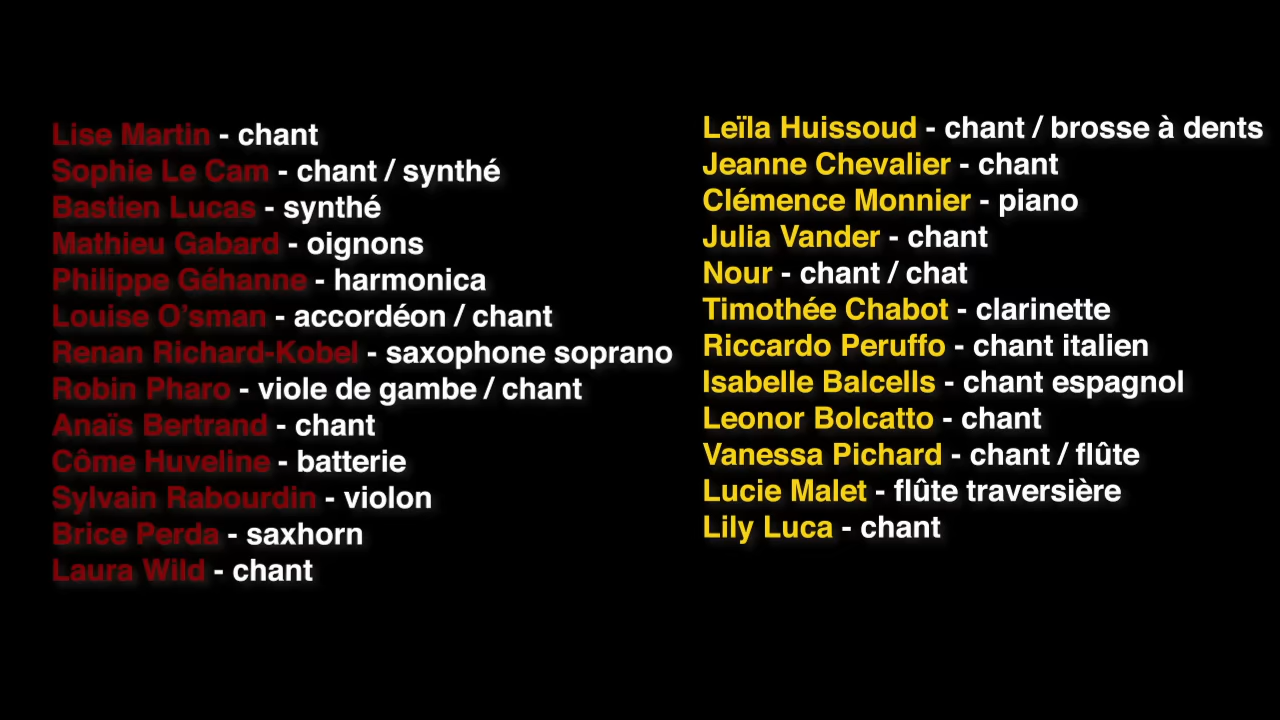 Lise Martin - chant
Sophie Le Cam - chant / synthé
Bastien Lucas - synthé
Mathieu Gabard - oignons
Philippe Géhanne - harmonica
Louise O’sman - accordéon / chant
Renan Richard-Kobel - saxophone soprano
Robin Pharo - viole de gambe / chant
Anaïs Bertrand - chant
Côme Huveline - batterie
Sylvain Rabourdin - violon
Brice Perda - saxhorn
Laura Wild - chant
Leïla Huissoud - chant / brosse à dents
Jeanne Chevalier - chant
Clémence Monnier - piano
Julia Vander - chant
Nour - chant / chat
Timothée Chabot - clarinette
Riccardo Peruffo - chant italien
Isabelle Balcells - chant espagnol
Leonor Bolcatto - chant
Vanessa Pichard - chant / flûte
Lucie Malet - flûte traversière
Lily Luca - chant